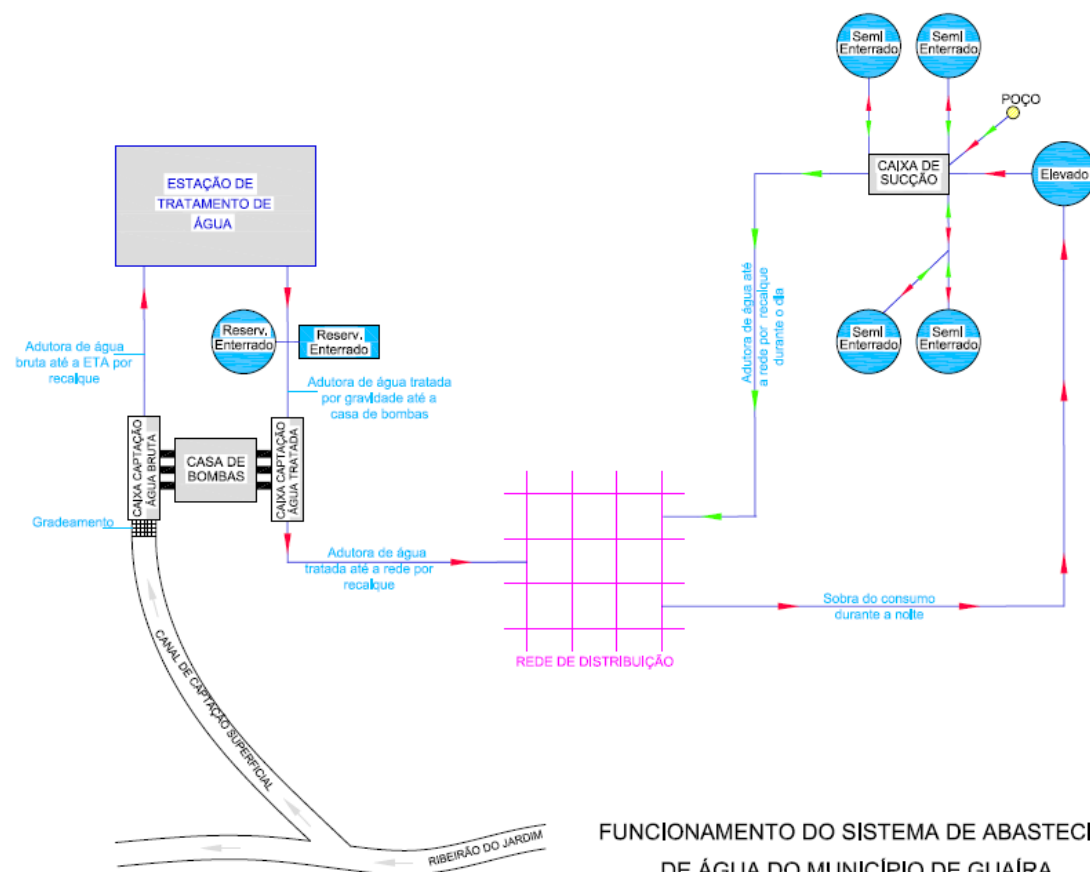 Semi
Enterrado
Semi
Enterrado
POÇO
CAIXA DE
SUCÇÃO
Elevado
Semi
Enterrado
Semi
Enterrado
Adutora de água até
a rede por recalque
durante o dia
ESTAÇÃO DE
TRATAMENTO DE
ÁGUA
Reserv.
Enterrado
Reserv.
Enterrado
Adutora de água
bruta até a ETA por
recalque
Adutora de água tratada
por gravidade até a
casa de bombas
CAIXA CAPTAÇÃO
ÁGUA BRUTA
CASA DE
BOMBAS
CAIXA CAPTAÇÃO
ÁGUA TRATADA
Gradeamento
Adutora de água
tratada até a rede por
recalque
REDE DE DISTRIBUIÇÃO
Sobra do consumo
durante a noite
CANAL DE CAPTAÇÃO SUPERFICIAL
RIBEIRÃO DO JARDIM
FUNCIONAMENTO DO SISTEMA DE ABASTECI
DE ÁGUA DO MUNICÍPIO DE GUAÍRA